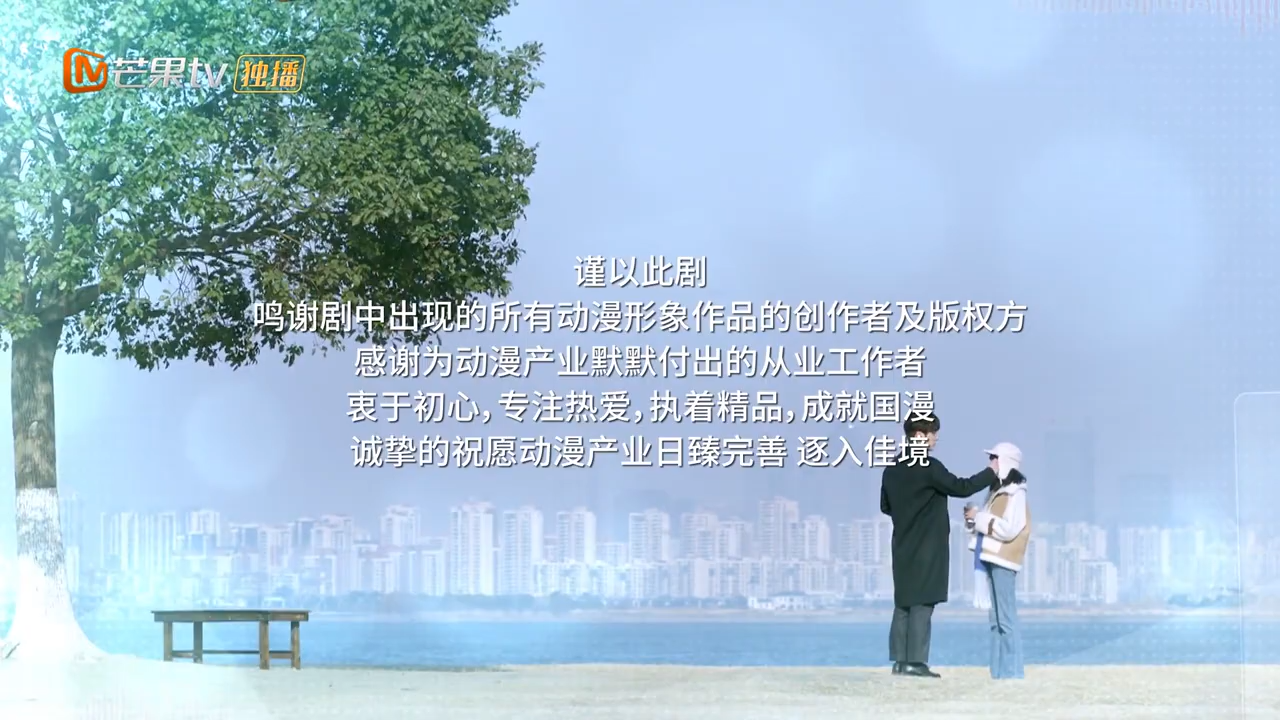 芒果tv 独播
谨以此剧
鸣谢剧中出现的所有动漫形象作品的创作者及版权方
感谢为动漫产业默默付出的从业工作者
衷于初心,专注热爱,执着精品,成就国漫
诚挚的祝愿动漫产业日臻完善 逐入佳境